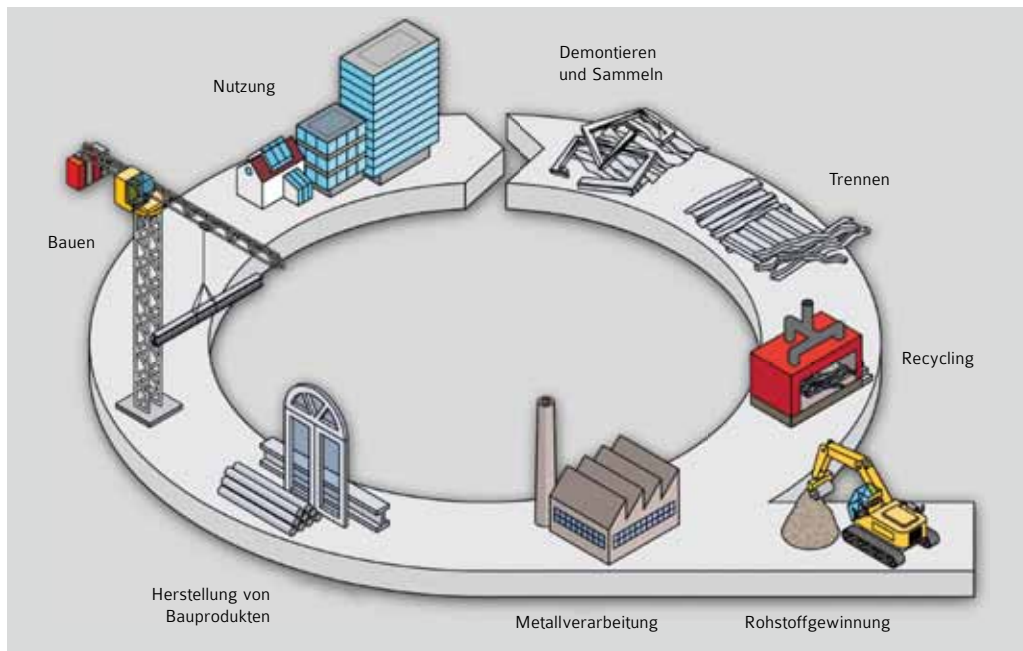 Demontieren
und Sammeln
Nutzung
Trennen
Bauen
Recycling
Herstellung von
Bauprodukten
Metallverarbeitung
Rohstoffgewinnung